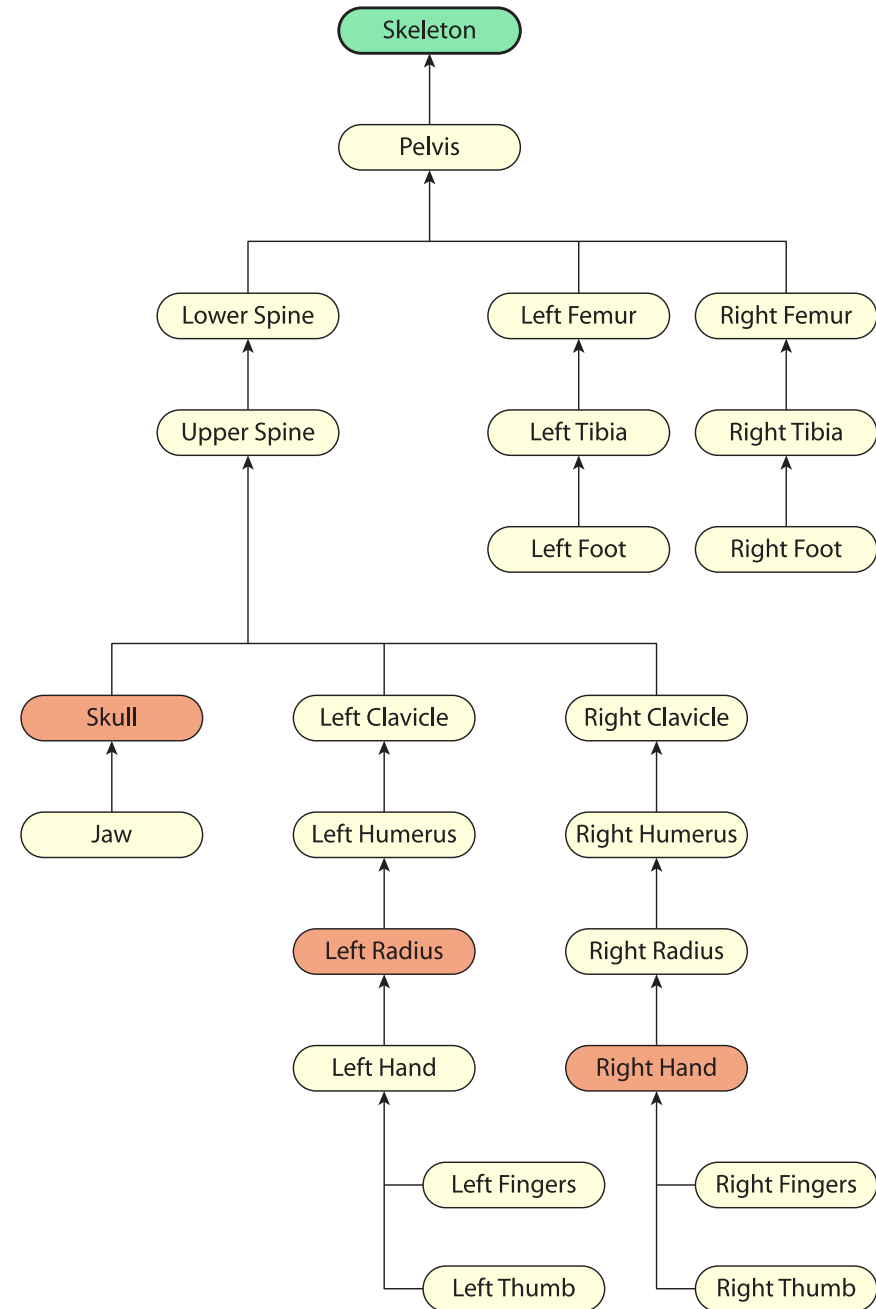 Skeleton
Pelvis
Lower Spine
Left Femur
Right Femur
Upper Spine
Left Tibia
Right Tibia
Left Foot
Right Foot
Skull
Left Clavicle
Right Clavicle
Jaw
Left Humerus
Right Humerus
Left Radius
Right Radius
Left Hand
Right Hand
Left Fingers
Right Fingers
Left Thumb
Right Thumb